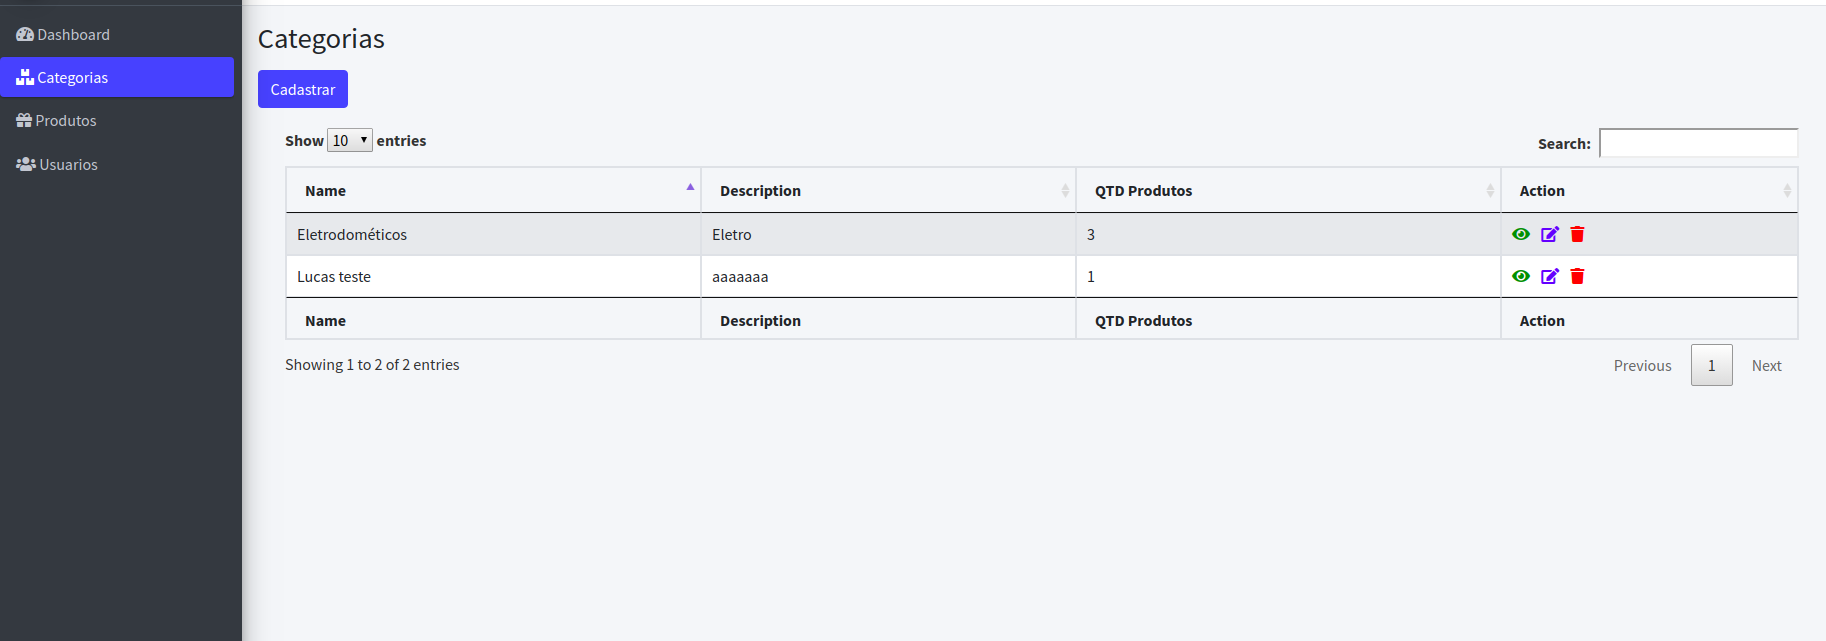 Dashboard
Categorias
Produtos
Usuarios
Categorias
Cadastrar
Show 10 entries
Search:
Name Description QTD Produtos Action
Eletrodométicos Eletro 3
Lucas teste aaaaaaa 1
Name Description QTD Produtos Action
Showing 1 to 2 of 2 entries
Previous 1 Next